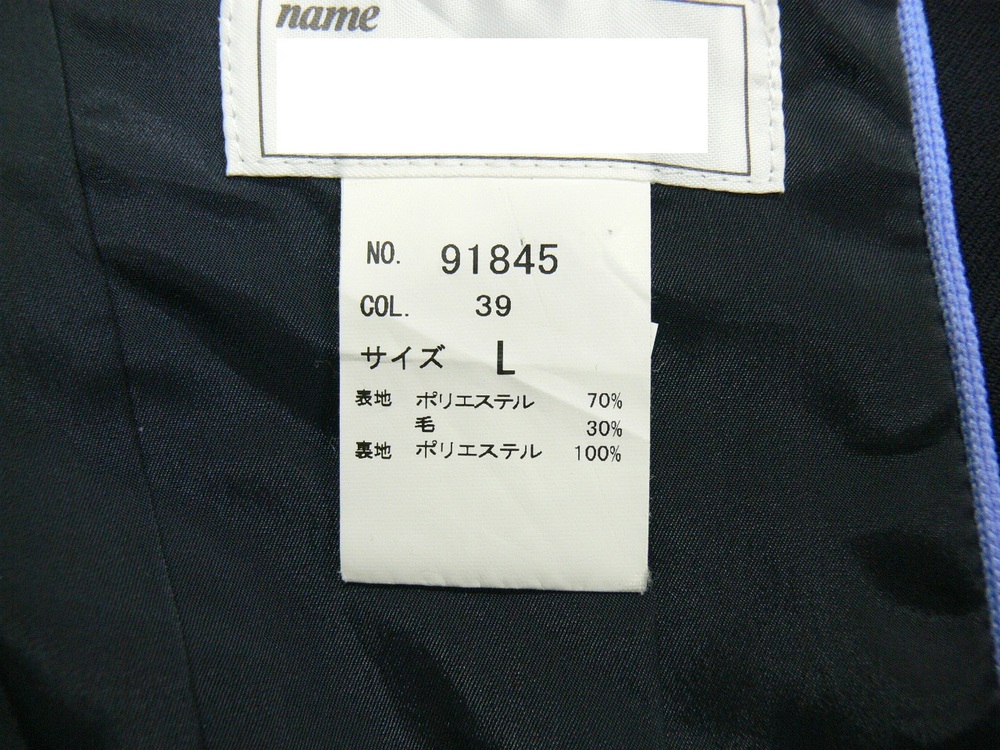 name
NO. 91845
COL. 39
サイズ L
表地 ポリエステル 70%
毛 30%
裏地 ポリエステル 100%